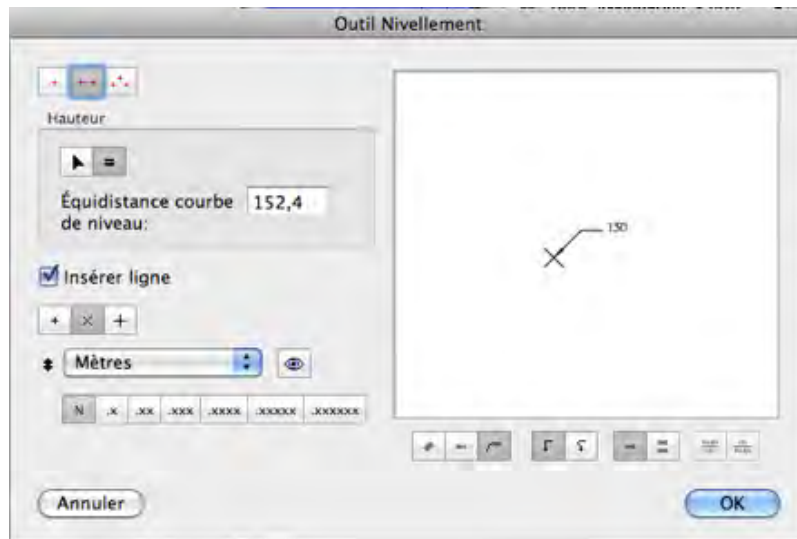 Outil Nivellement
Hauteur
Équidistance courbe 152,4
de niveau:
Insérer ligne
Mètres
N .x .xx .xxx .xxxx .xxxxx .xxxxxx
130
Annuler
OK